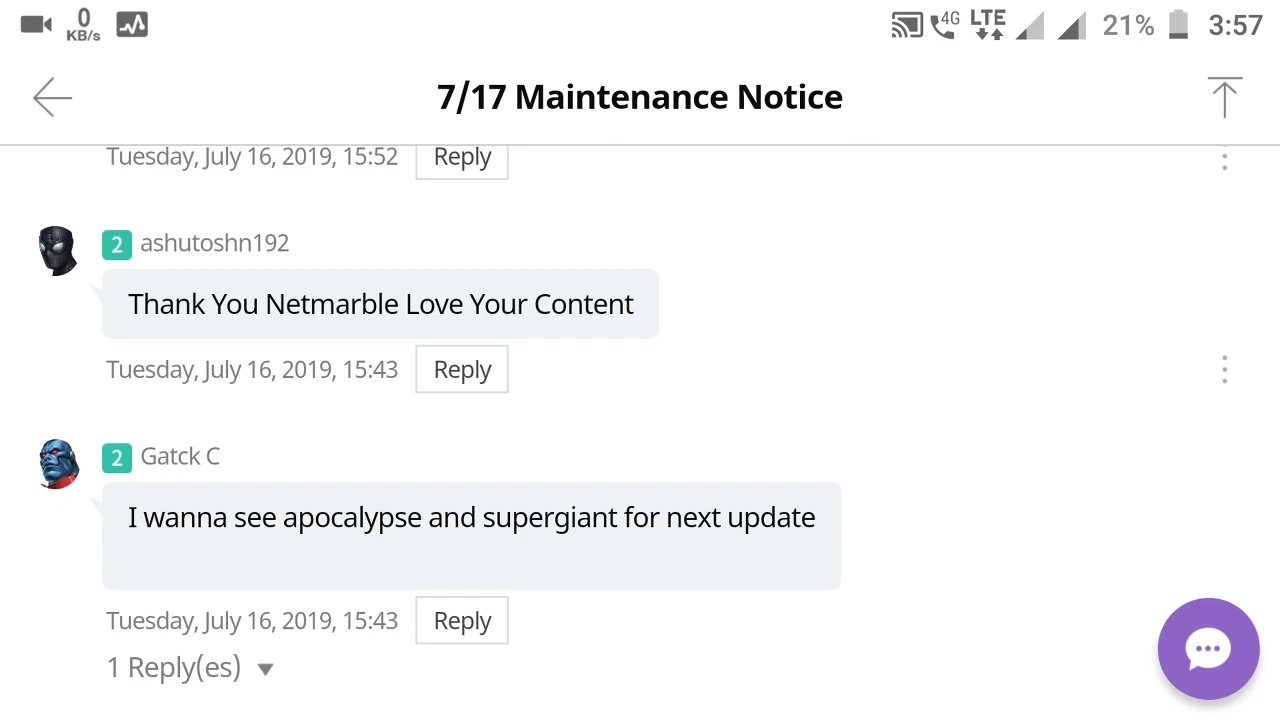 0
KB/s
4G
LTE
21%
3:57
7/17 Maintenance Notice
Tuesday, July 16, 2019, 15:52
Reply
2 ashutoshn192
Thank You Netmarble Love Your Content
Tuesday, July 16, 2019, 15:43
Reply
2 Gatck C
I wanna see apocalypse and supergiant for next update
Tuesday, July 16, 2019, 15:43
Reply
1 Reply(es) ▼